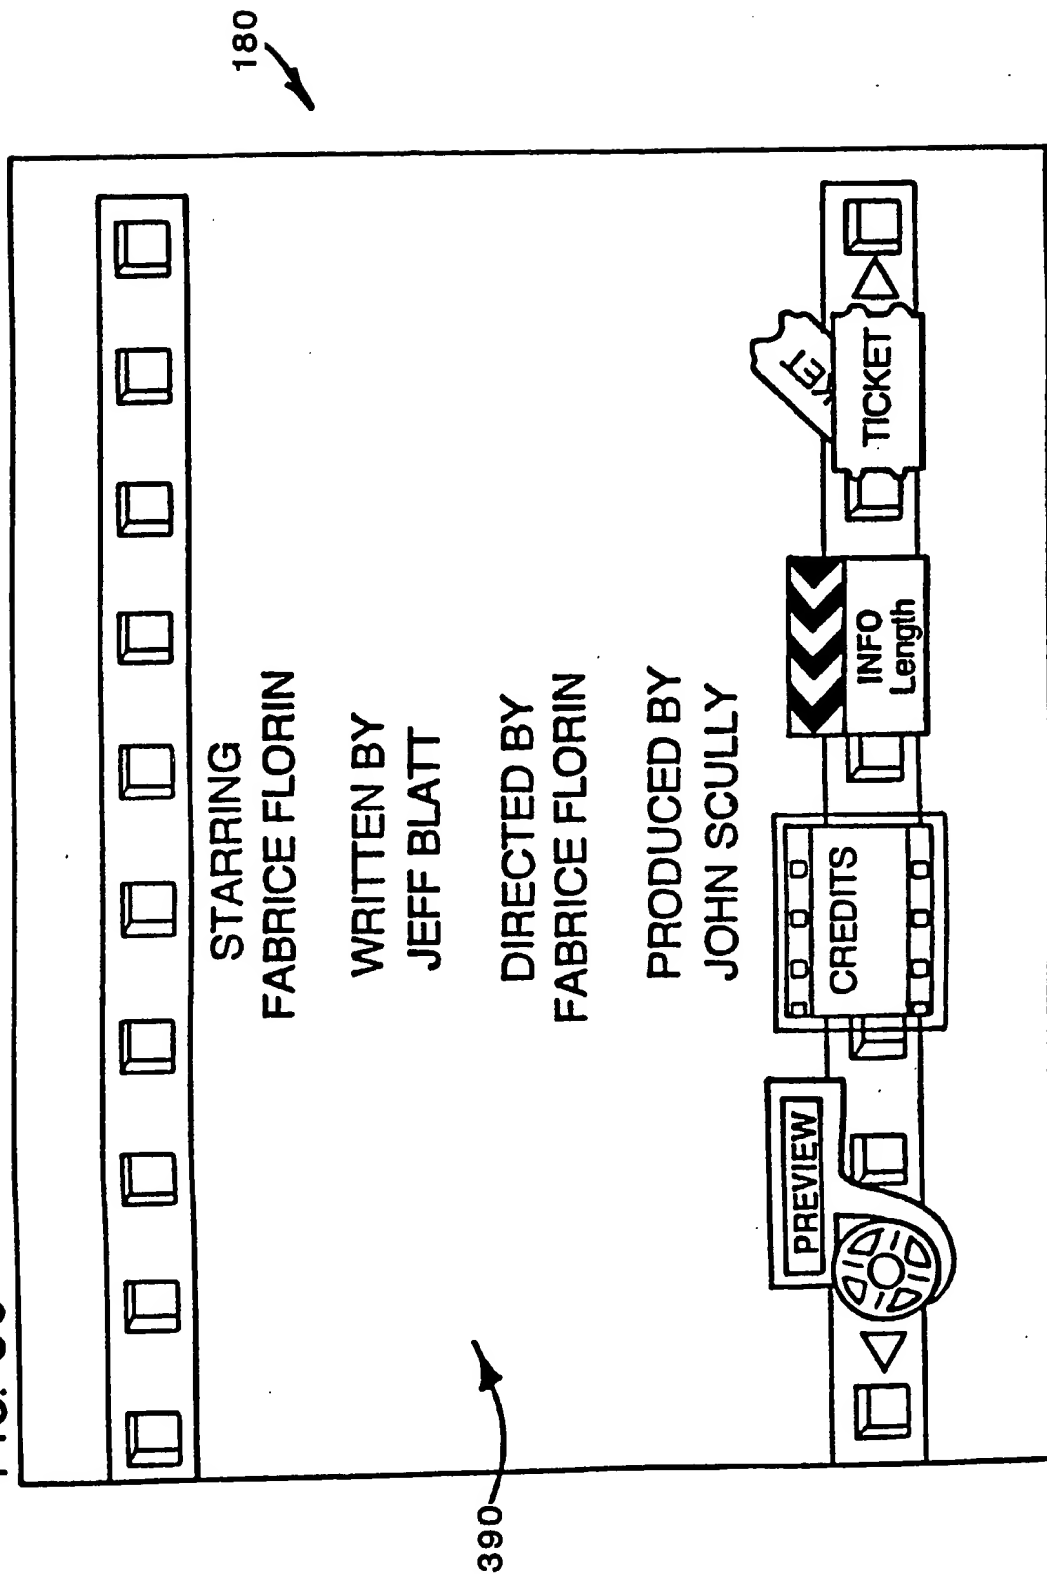 180
STARRING
FABRICE FLORIN
WRITTEN BY
JEFF BLATT
DIRECTED BY
FABRICE FLORIN
PRODUCED BY
JOHN SCULLY
390
PREVIEW
CREDITS
INFO
Length
TICKET
KET